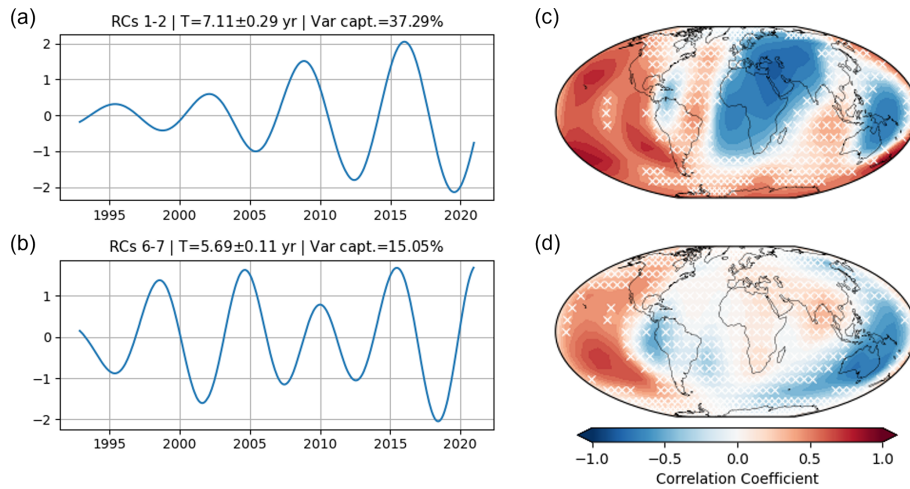 (a)
RCs 1-2 | T=7.11±0.29 yr | Var capt.=37.29%
2
1
0
−1
−2
1995 2000 2005 2010 2015 2020
(b)
RCs 6-7 | T=5.69±0.11 yr | Var capt.=15.05%
1
0
−1
−2
1995 2000 2005 2010 2015 2020
(c)
(d)
−1.0 −0.5 0.0 0.5 1.0
Correlation Coefficient